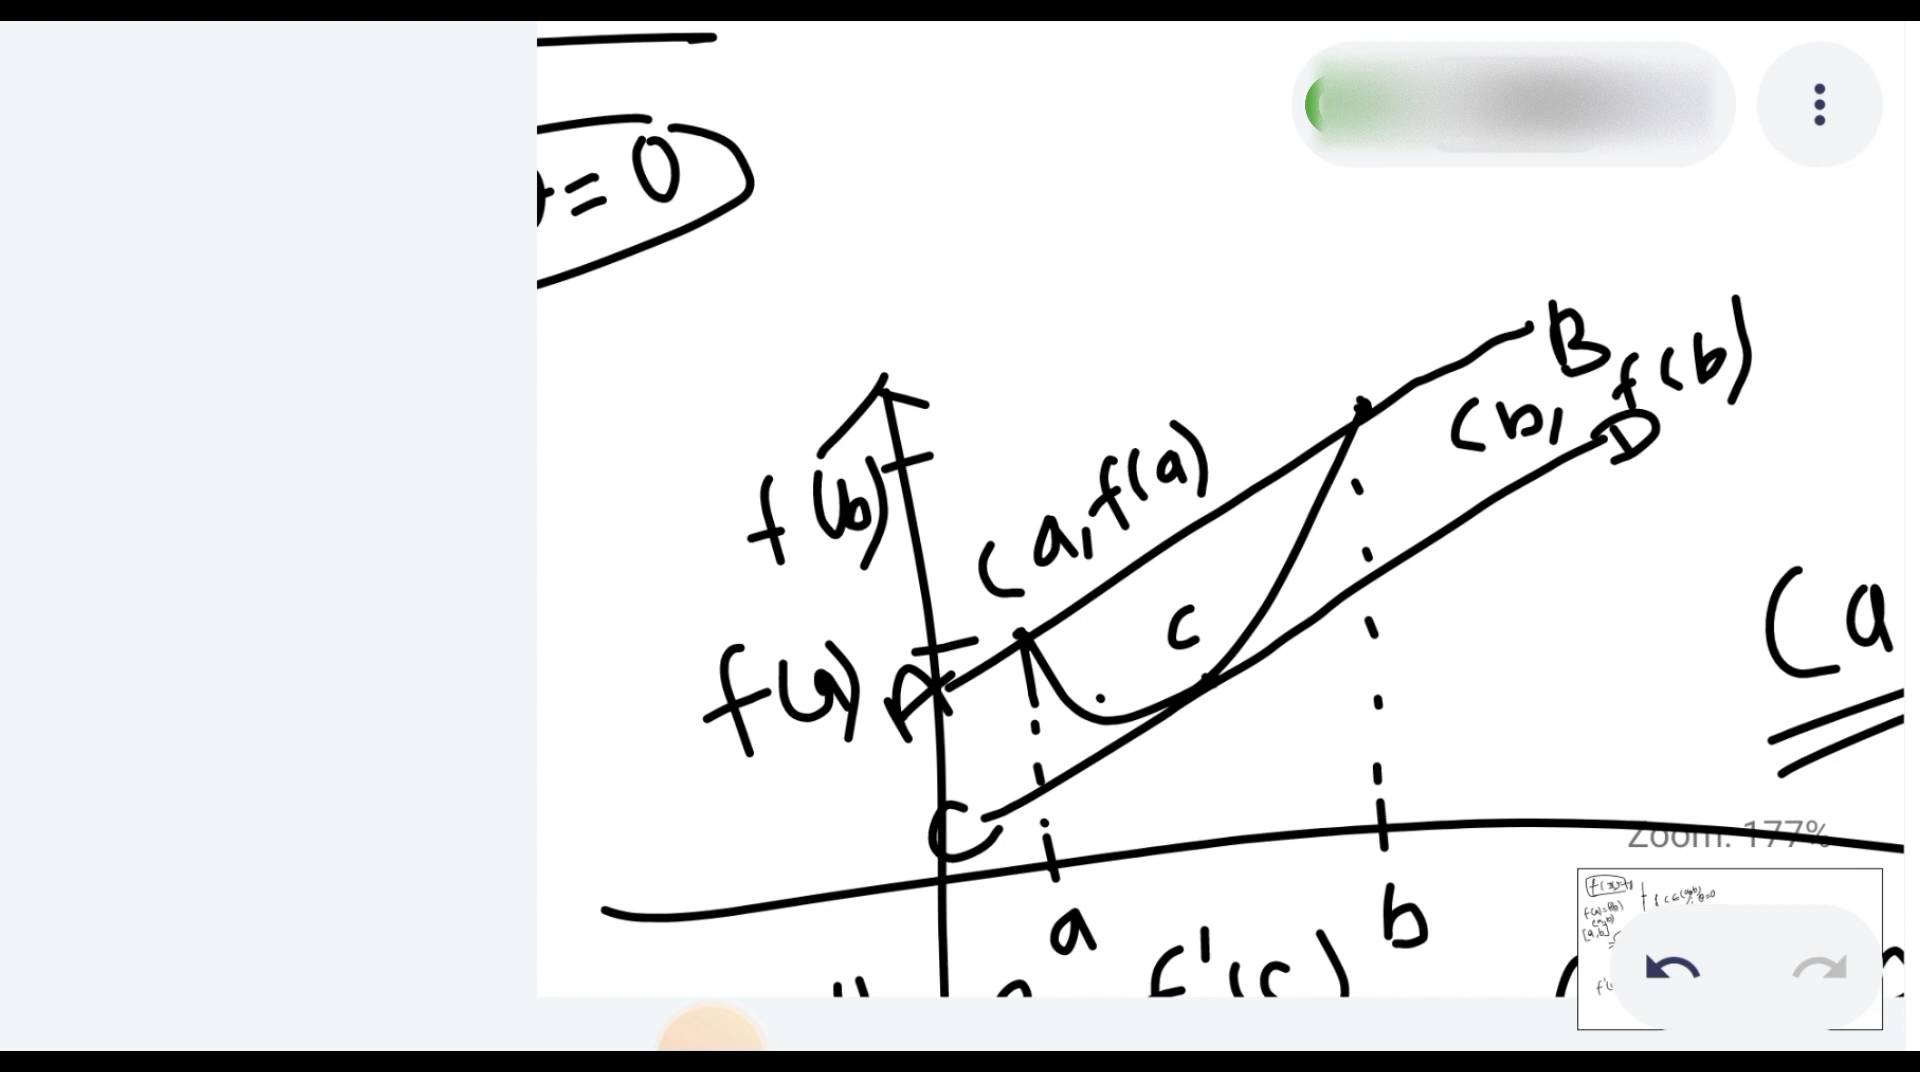 = 0
B
f(b)
(b,
D
f(b)
(a, f(a)
c
(a
f(a) A
C
Zoom: 177%
a
b
f'(c)